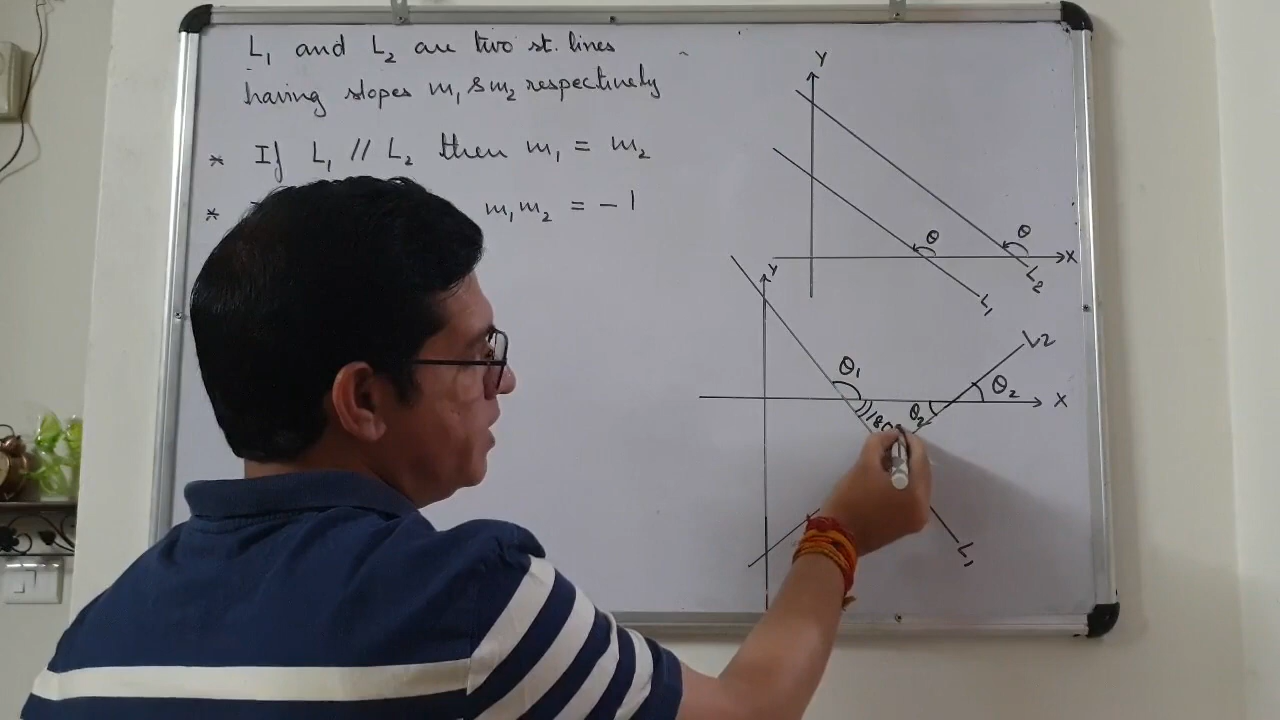 L₁ and L₂ are two st. lines
having slopes m₁ & m₂ respectively
* If L₁ // L₂ then m₁ = m₂
* m₁m₂ = -1
Y
θ
θ
X
L₂
L₁
Y
L₂
θ₁
θ₂
X
θ₂
180
L₁